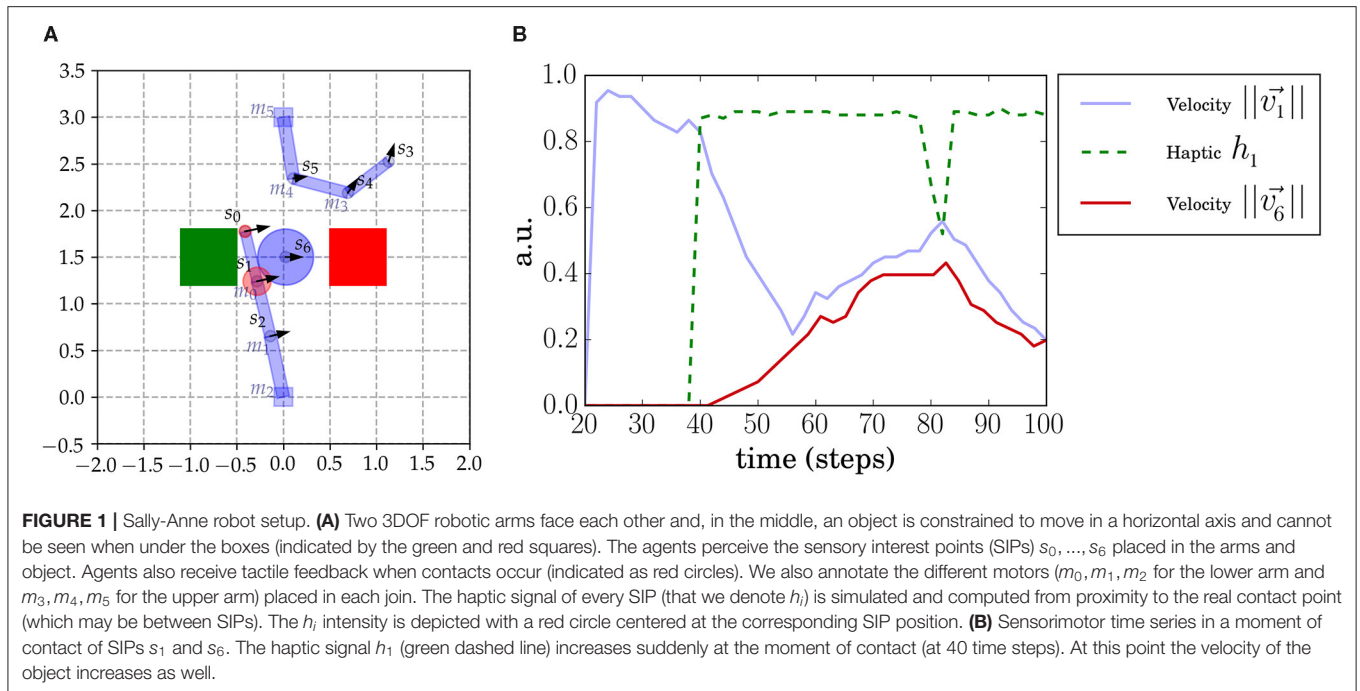 A
3.5
3.0
2.5
2.0
1.5
1.0
0.5
0.0
−0.5
−2.0 −1.5 −1.0 −0.5 0.0 0.5 1.0 1.5 2.0
m5
s5
s3
m4
s4
m3
s0
s6
s1
m0
s2
m1
m2
B
1.0
0.8
0.6
0.4
0.2
0.0
a.u.
20 30 40 50 60 70 80 90 100
time (steps)
Velocity ||v⃗1||
Haptic h1
Velocity ||v⃗6||
FIGURE 1 | Sally-Anne robot setup. (A) Two 3DOF robotic arms face each other and, in the middle, an object is constrained to move in a horizontal axis and cannot
be seen when under the boxes (indicated by the green and red squares). The agents perceive the sensory interest points (SIPs) s0, ..., s6 placed in the arms and
object. Agents also receive tactile feedback when contacts occur (indicated as red circles). We also annotate the different motors (m0, m1, m2 for the lower arm and
m3, m4, m5 for the upper arm) placed in each join. The haptic signal of every SIP (that we denote hi) is simulated and computed from proximity to the real contact point
(which may be between SIPs). The hi intensity is depicted with a red circle centered at the corresponding SIP position. (B) Sensorimotor time series in a moment of
contact of SIPs s1 and s6. The haptic signal h1 (green dashed line) increases suddenly at the moment of contact (at 40 time steps). At this point the velocity of the
object increases as well.